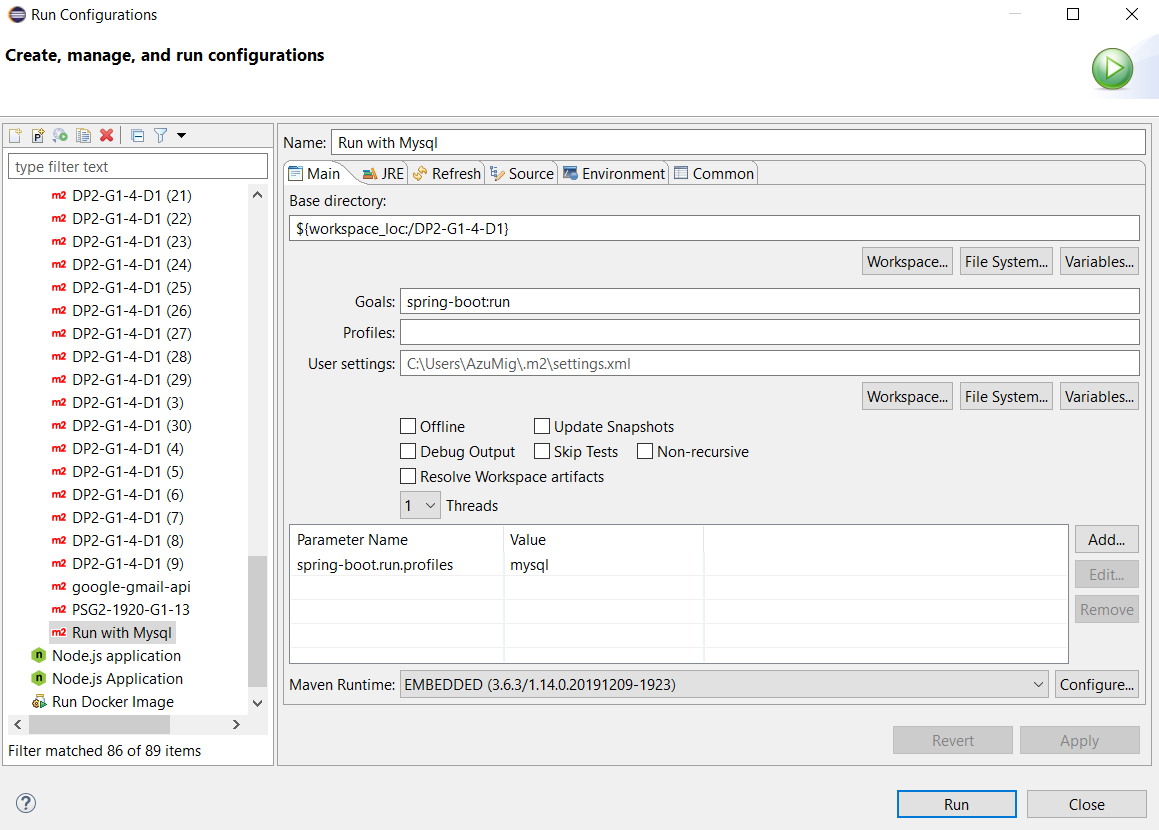 Run Configurations
Create, manage, and run configurations
type filter text
m2 DP2-G1-4-D1 (21)
m2 DP2-G1-4-D1 (22)
m2 DP2-G1-4-D1 (23)
m2 DP2-G1-4-D1 (24)
m2 DP2-G1-4-D1 (25)
m2 DP2-G1-4-D1 (26)
m2 DP2-G1-4-D1 (27)
m2 DP2-G1-4-D1 (28)
m2 DP2-G1-4-D1 (29)
m2 DP2-G1-4-D1 (3)
m2 DP2-G1-4-D1 (30)
m2 DP2-G1-4-D1 (4)
m2 DP2-G1-4-D1 (5)
m2 DP2-G1-4-D1 (6)
m2 DP2-G1-4-D1 (7)
m2 DP2-G1-4-D1 (8)
m2 DP2-G1-4-D1 (9)
m2 google-gmail-api
m2 PSG2-1920-G1-13
m2 Run with Mysql
n Node.js application
n Node.js Application
Run Docker Image
Filter matched 86 of 89 items
Name: Run with Mysql
Main JRE Refresh Source Environment Common
Base directory:
${workspace_loc:/DP2-G1-4-D1}
Workspace... File System... Variables...
Goals: spring-boot:run
Profiles:
User settings: C:\Users\AzuMig\.m2\settings.xml
Workspace... File System... Variables...
Offline Update Snapshots
Debug Output Skip Tests Non-recursive
Resolve Workspace artifacts
1 Threads
Parameter Name Value
spring-boot.run.profiles mysql
Add...
Edit...
Remove
Maven Runtime: EMBEDDED (3.6.3/1.14.0.20191209-1923) Configure...
Revert Apply
? Run Close